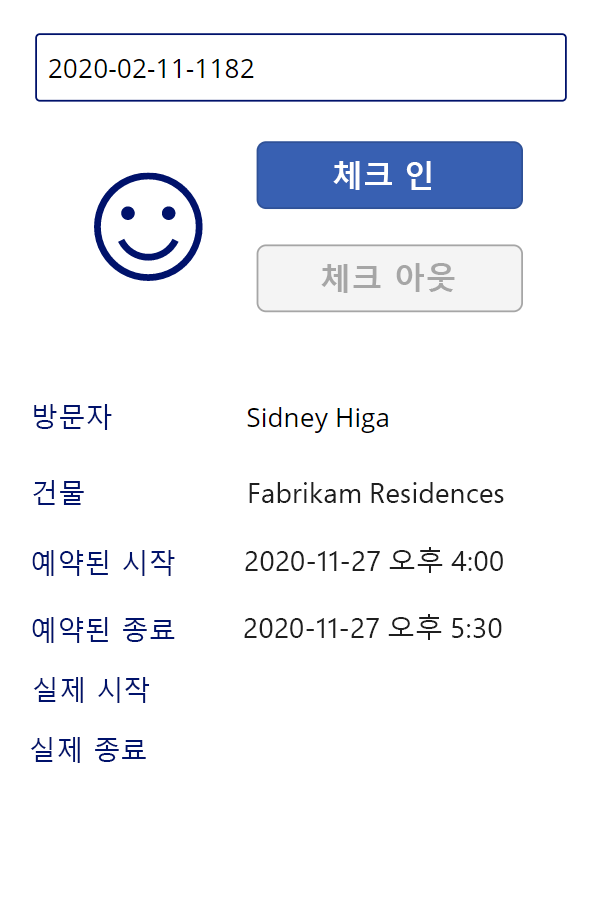 2020-02-11-1182
체크 인
체크 아웃
방문자 Sidney Higa
건물 Fabrikam Residences
예약된 시작 2020-11-27 오후 4:00
예약된 종료 2020-11-27 오후 5:30
실제 시작
실제 종료